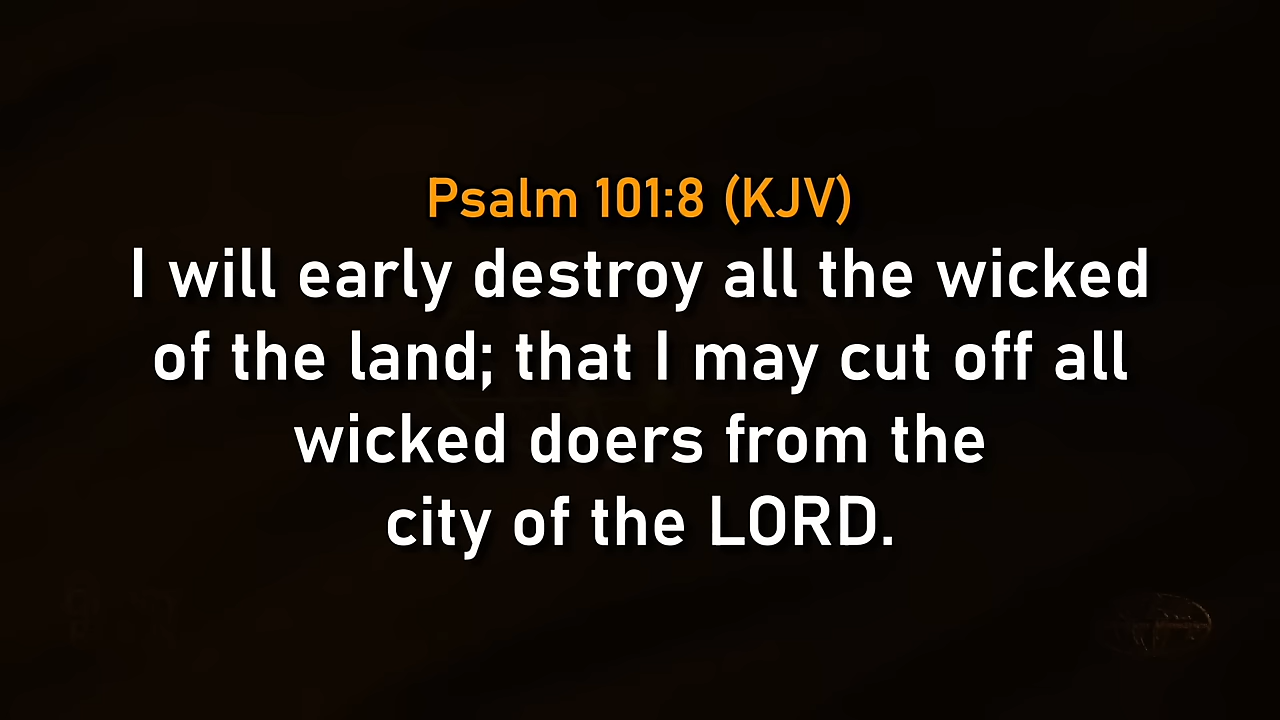 Psalm 101:8 (KJV)
I will early destroy all the wicked
of the land; that I may cut off all
wicked doers from the
city of the LORD.